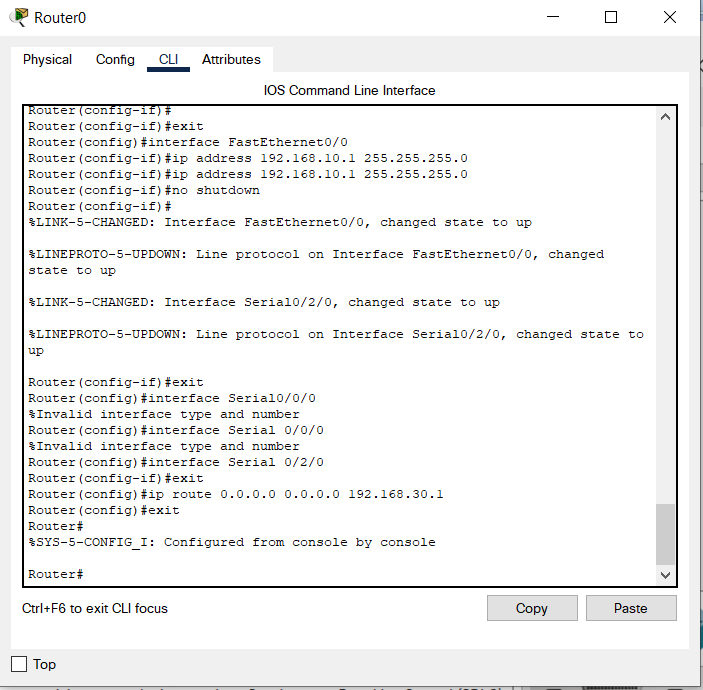 Router0
Physical Config CLI Attributes
IOS Command Line Interface
Router(config-if)#
Router(config-if)#exit
Router(config)#interface FastEthernet0/0
Router(config-if)#ip address 192.168.10.1 255.255.255.0
Router(config-if)#ip address 192.168.10.1 255.255.255.0
Router(config-if)#no shutdown
Router(config-if)#
%LINK-5-CHANGED: Interface FastEthernet0/0, changed state to up
%LINEPROTO-5-UPDOWN: Line protocol on Interface FastEthernet0/0, changed
state to up
%LINK-5-CHANGED: Interface Serial0/2/0, changed state to up
%LINEPROTO-5-UPDOWN: Line protocol on Interface Serial0/2/0, changed state to
up
Router(config-if)#exit
Router(config)#interface Serial0/0/0
%Invalid interface type and number
Router(config)#interface Serial 0/0/0
%Invalid interface type and number
Router(config)#interface Serial 0/2/0
Router(config-if)#exit
Router(config)#ip route 0.0.0.0 0.0.0.0 192.168.30.1
Router(config)#exit
Router#
%SYS-5-CONFIG_I: Configured from console by console
Router#
Ctrl+F6 to exit CLI focus
Copy Paste
Top